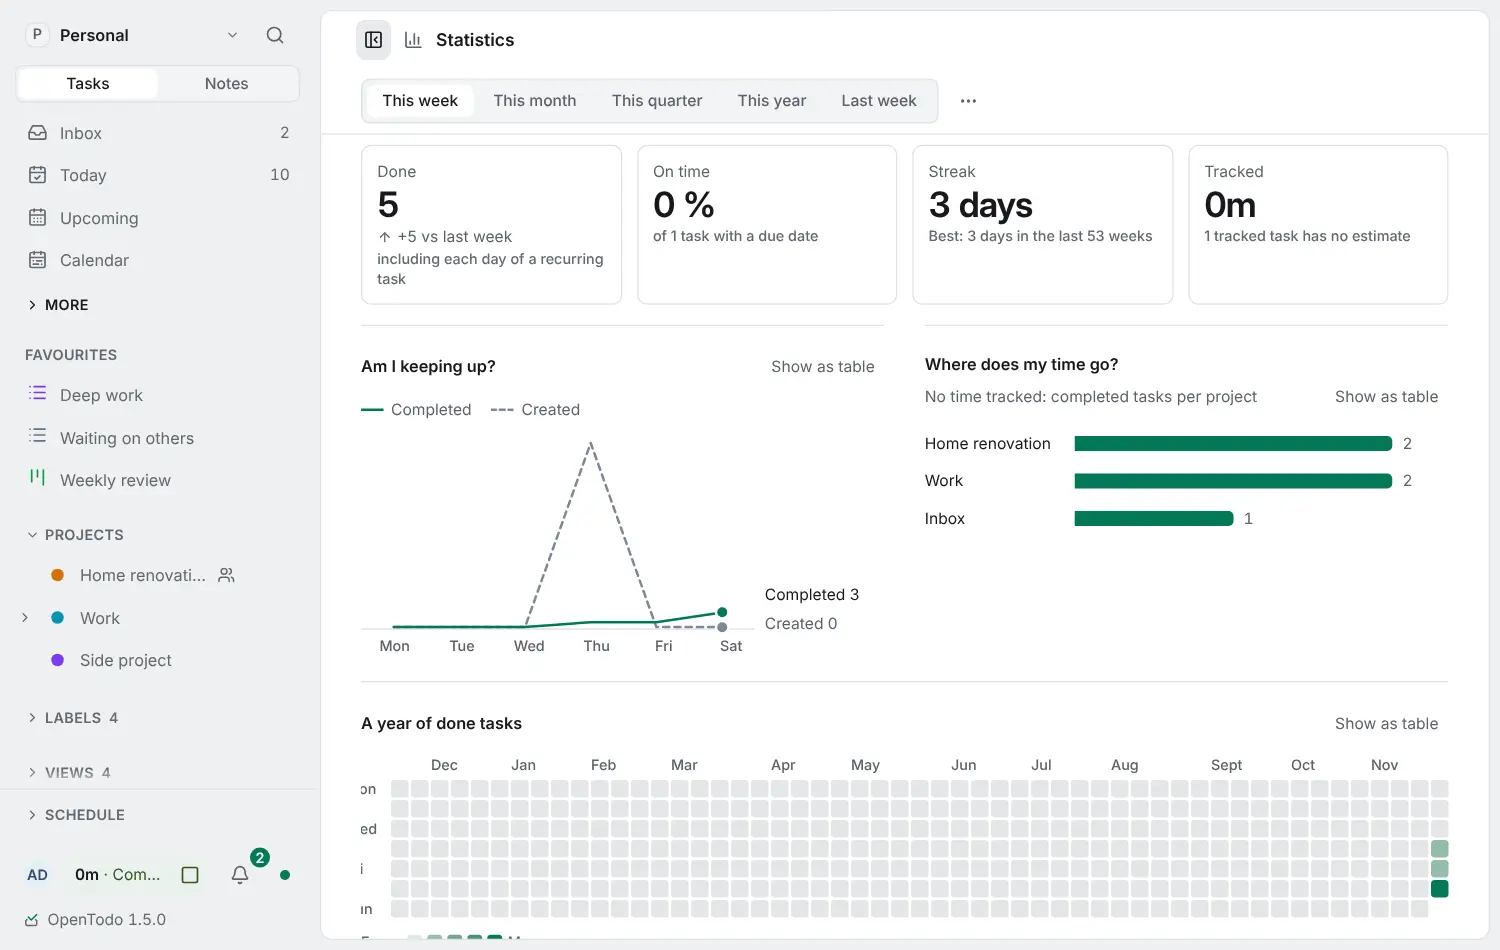 P Personal
Tasks Notes
Inbox 2
Today 10
Upcoming
Calendar
MORE
FAVOURITES
Deep work
Waiting on others
Weekly review
PROJECTS
Home renovati...
Work
Side project
LABELS 4
VIEWS 4
SCHEDULE
AD 0m · Com... 2
OpenTodo 1.5.0
Statistics
This week This month This quarter This year Last week ...
Done
5
↑ +5 vs last week
including each day of a recurring
task
On time
0 %
of 1 task with a due date
Streak
3 days
Best: 3 days in the last 53 weeks
Tracked
0m
1 tracked task has no estimate
Am I keeping up? Show as table
Completed Created
Completed 3
Created 0
Mon Tue Wed Thu Fri Sat
Where does my time go?
No time tracked: completed tasks per project Show as table
Home renovation 2
Work 2
Inbox 1
A year of done tasks Show as table
Dec Jan Feb Mar Apr May Jun Jul Aug Sept Oct Nov
on
ed
i
ın